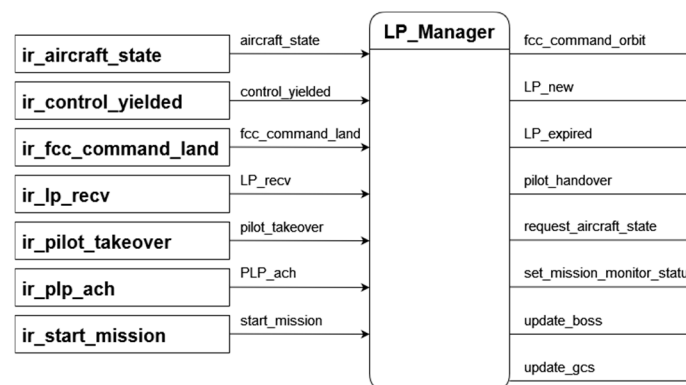 ir_aircraft_state
ir_control_yielded
ir_fcc_command_land
ir_lp_recv
ir_pilot_takeover
ir_plp_ach
ir_start_mission
aircraft_state
control_yielded
fcc_command_land
LP_recv
pilot_takeover
PLP_ach
start_mission
LP_Manager
fcc_command_orbit
LP_new
LP_expired
pilot_handover
request_aircraft_state
set_mission_monitor_statu
update_boss
update_gcs